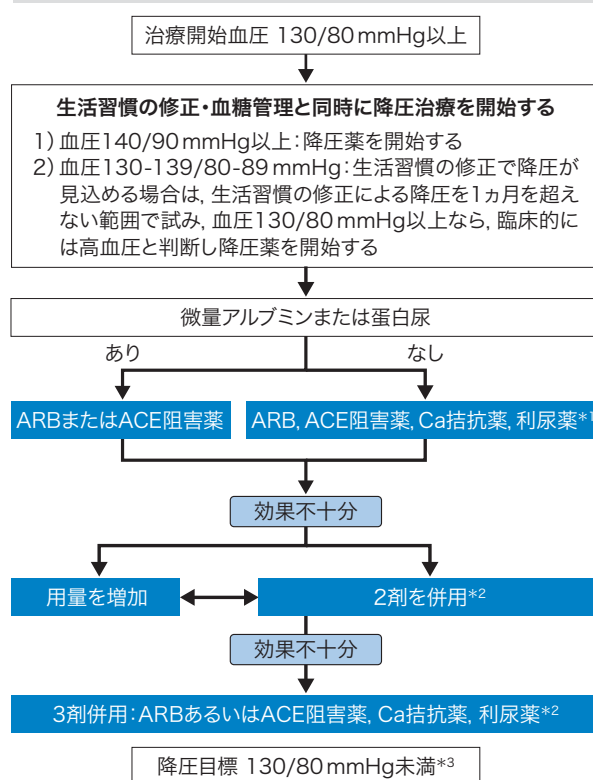 治療開始血圧 130/80mmHg以上
生活習慣の修正・血糖管理と同時に降圧治療を開始する
1）血圧140/90mmHg以上：降圧薬を開始する
2）血圧130-139/80-89mmHg：生活習慣の修正で降圧が
見込める場合は，生活習慣の修正による降圧を1ヵ月を超え
ない範囲で試み，血圧130/80mmHg以上なら，臨床的に
は高血圧と判断し降圧薬を開始する
微量アルブミンまたは蛋白尿
あり
なし
ARBまたはACE阻害薬
ARB，ACE阻害薬，Ca拮抗薬，利尿薬*1
効果不十分
用量を増加
2剤を併用*2
効果不十分
3剤併用：ARBあるいはACE阻害薬，Ca拮抗薬，利尿薬*2
降圧目標 130/80mmHg未満*3